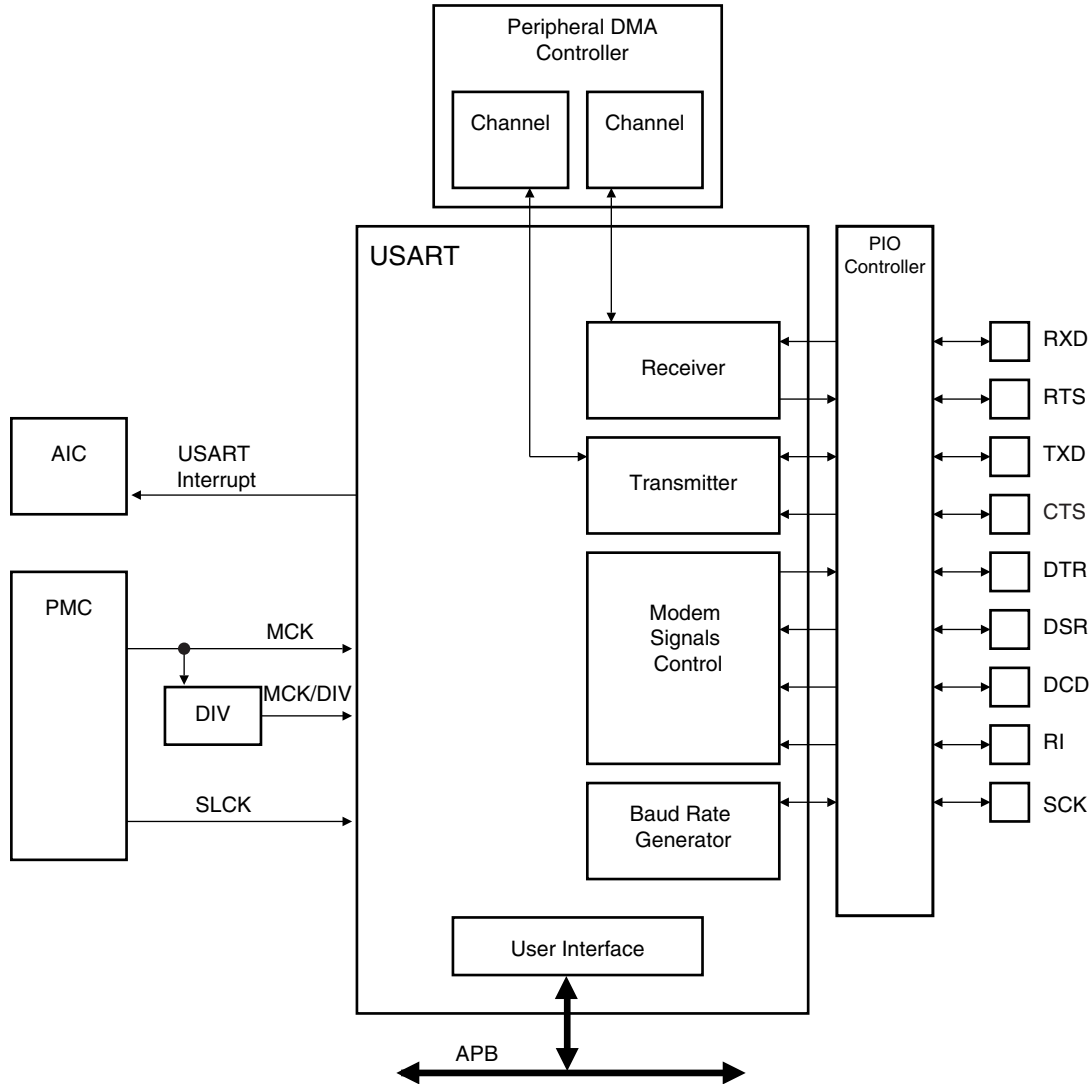 Peripheral DMA
Controller
Channel
Channel
USART
PIO
Controller
Receiver
RXD
RTS
AIC
USART
Interrupt
Transmitter
TXD
CTS
PMC
MCK
DIV
MCK/DIV
SLCK
Modem
Signals
Control
DTR
DSR
DCD
RI
Baud Rate
Generator
SCK
User Interface
APB